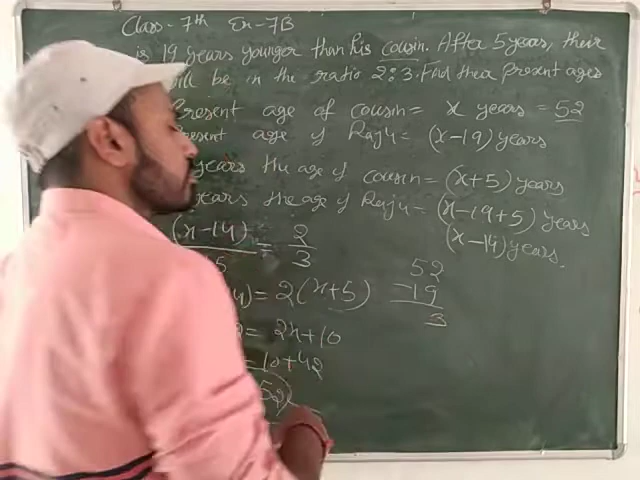 Class - 7th Ex - 7B
is 19 years younger than his cousin. After 5 years, their
will be in the ratio 2:3. Find their Present ages
Present age of cousin = x years = 52
age of Raju = (x-19) years
years the age of cousin = (x+5) years
years the age of Raju = (x-19+5) years
(x-14) years.
(x-14) = 2
3
5
) = 2(x+5)
= 2x+10
= 10+42
52
52
-19
3